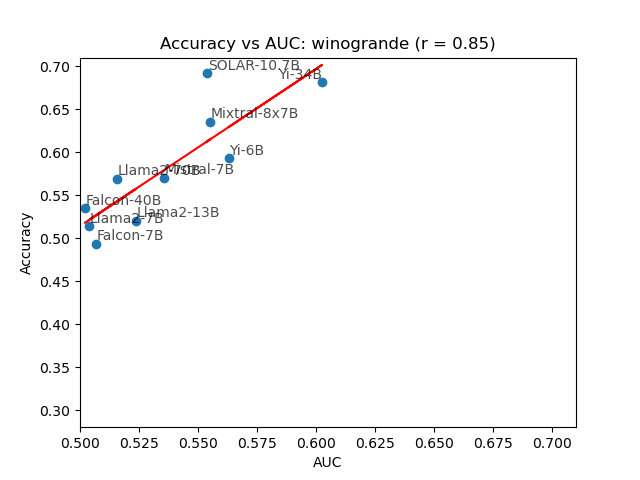 Accuracy vs AUC: winogrande (r = 0.85)
0.70
0.65
0.60
0.55
0.50
0.45
0.40
0.35
0.30
Accuracy
SOLAR-10.7B
Yi-34B
Mixtral-8x7B
Yi-6B
Llama2-70B
Mistral-7B
Falcon-40B
Llama2-13B
Llama2-7B
Falcon-7B
0.500 0.525 0.550 0.575 0.600 0.625 0.650 0.675 0.700
AUC